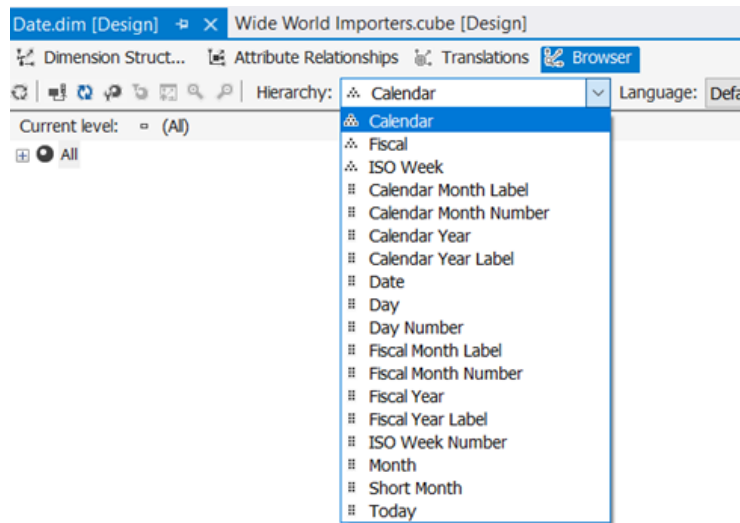 Date.dim [Design] Wide World Importers.cube [Design]
Dimension Struct... Attribute Relationships Translations Browser
Hierarchy: Calendar Language: Defa
Current level: (All)
All
Calendar
Fiscal
ISO Week
Calendar Month Label
Calendar Month Number
Calendar Year
Calendar Year Label
Date
Day
Day Number
Fiscal Month Label
Fiscal Month Number
Fiscal Year
Fiscal Year Label
ISO Week Number
Month
Short Month
Today